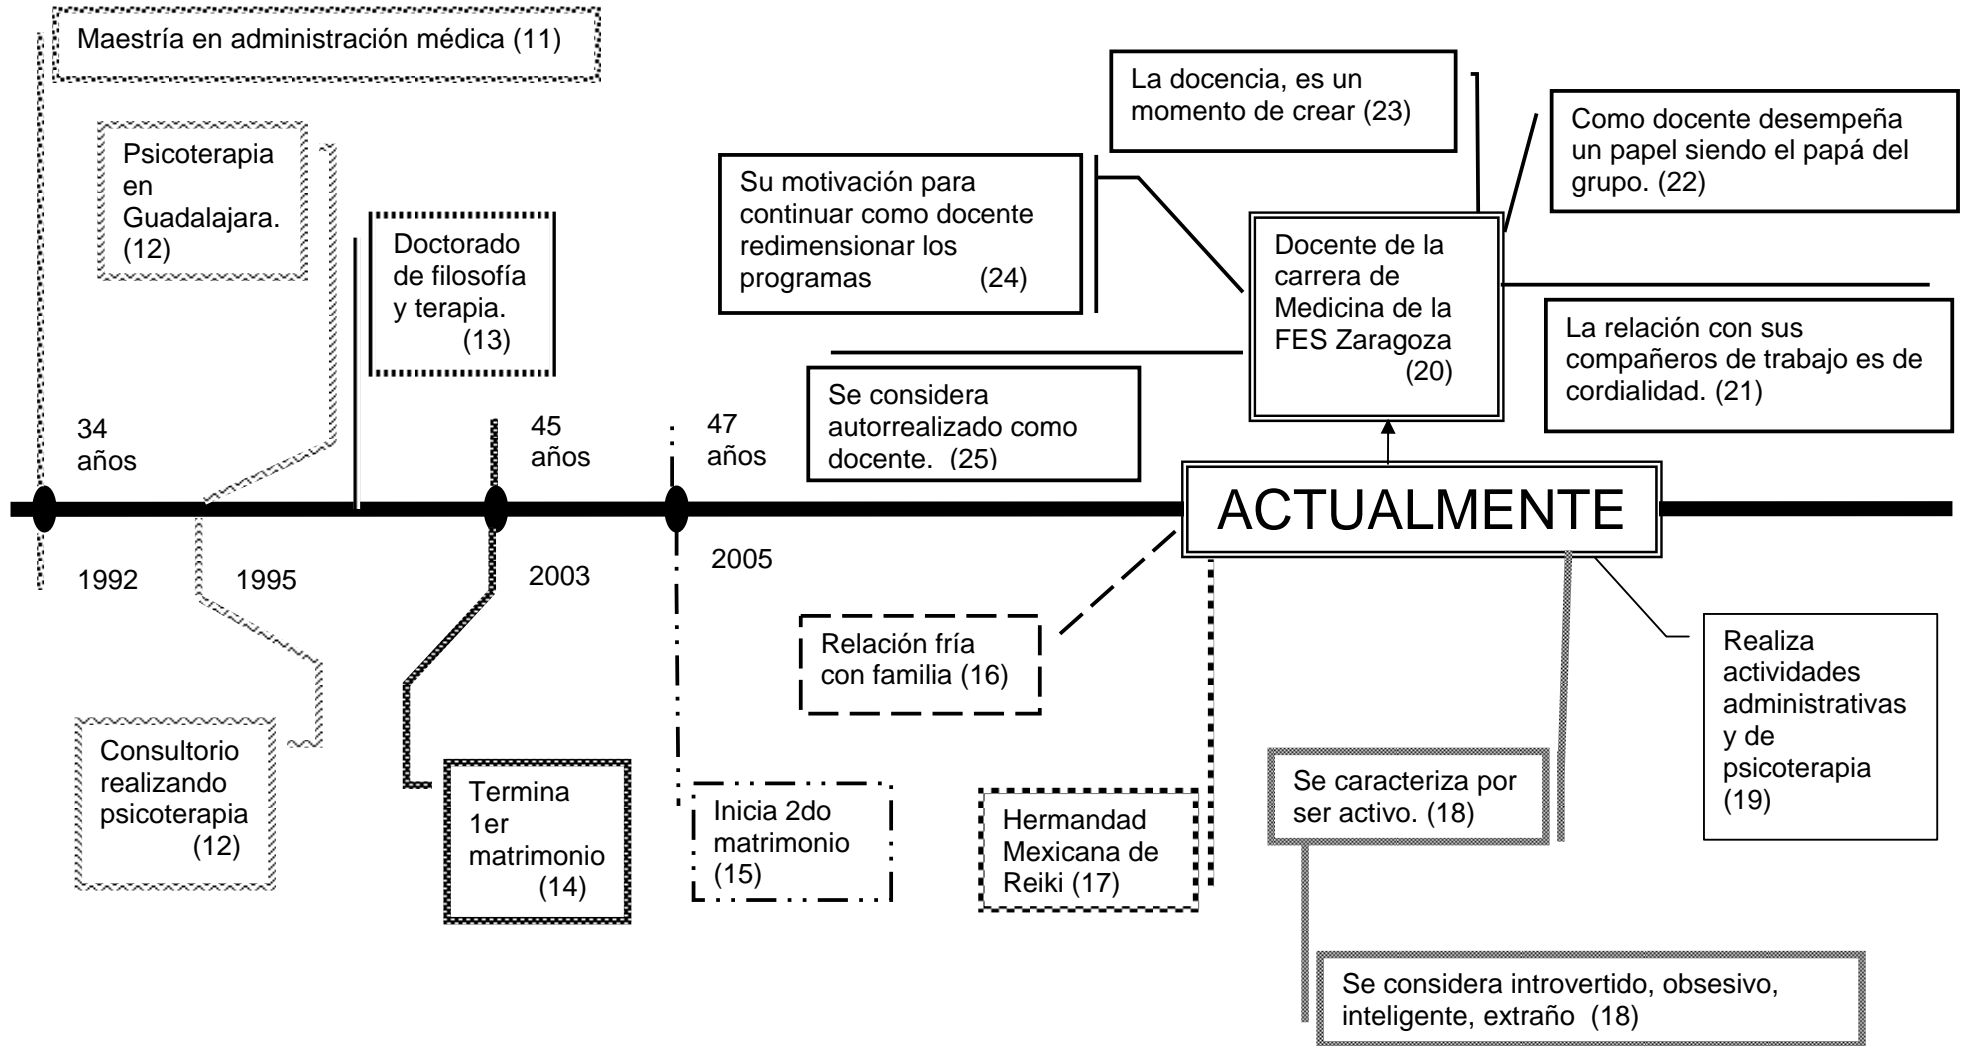 Maestría en administración médica (11)
Psicoterapia
en
Guadalajara.
(12)
Doctorado
de filosofía
y terapia.
(13)
Su motivación para
continuar como docente
redimensionar los
programas (24)
La docencia, es un
momento de crear (23)
Como docente desempeña
un papel siendo el papá del
grupo. (22)
Docente de la
carrera de
Medicina de la
FES Zaragoza
(20)
La relación con sus
compañeros de trabajo es de
cordialidad. (21)
Se considera
autorrealizado como
docente. (25)
34
años
45
años
47
años
ACTUALMENTE
1992
1995
2003
2005
Consultorio
realizando
psicoterapia
(12)
Termina
1er
matrimonio
(14)
Inicia 2do
matrimonio
(15)
Relación fría
con familia (16)
Hermandad
Mexicana de
Reiki (17)
Se caracteriza por
ser activo. (18)
Realiza
actividades
administrativas
y de
psicoterapia
(19)
Se considera introvertido, obsesivo,
inteligente, extraño (18)